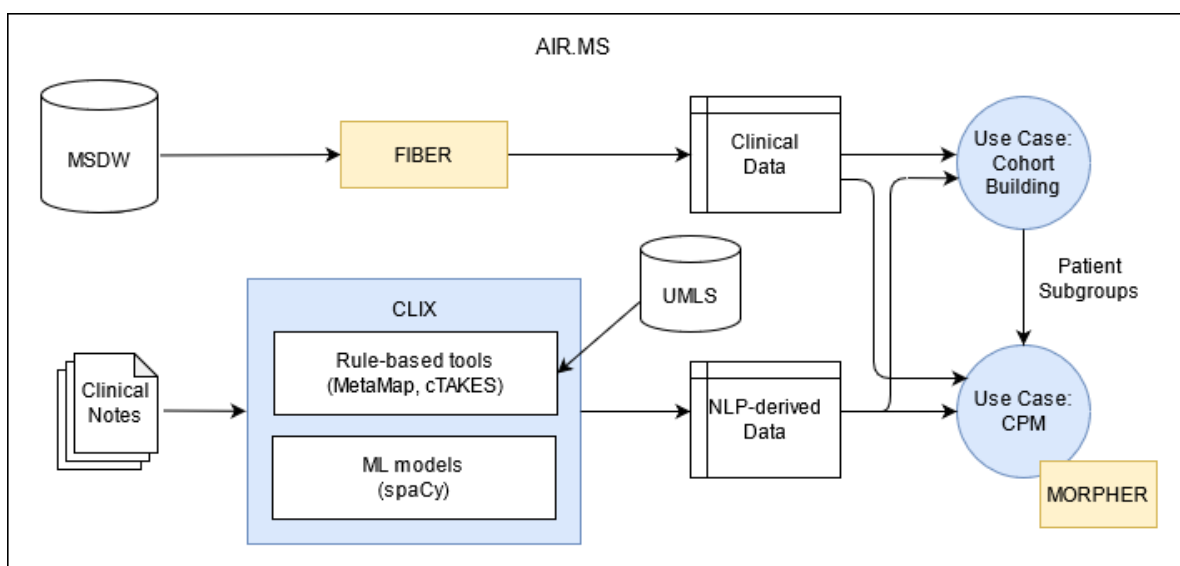 AIR.MS
MSDW
FIBER
Clinical
Data
Use Case:
Cohort
Building
UMLS
Patient
Subgroups
CLIX
Rule-based tools
(MetaMap, cTAKES)
Clinical
Notes
NLP-derived
Data
Use Case:
CPM
ML models
(spaCy)
MORPHER